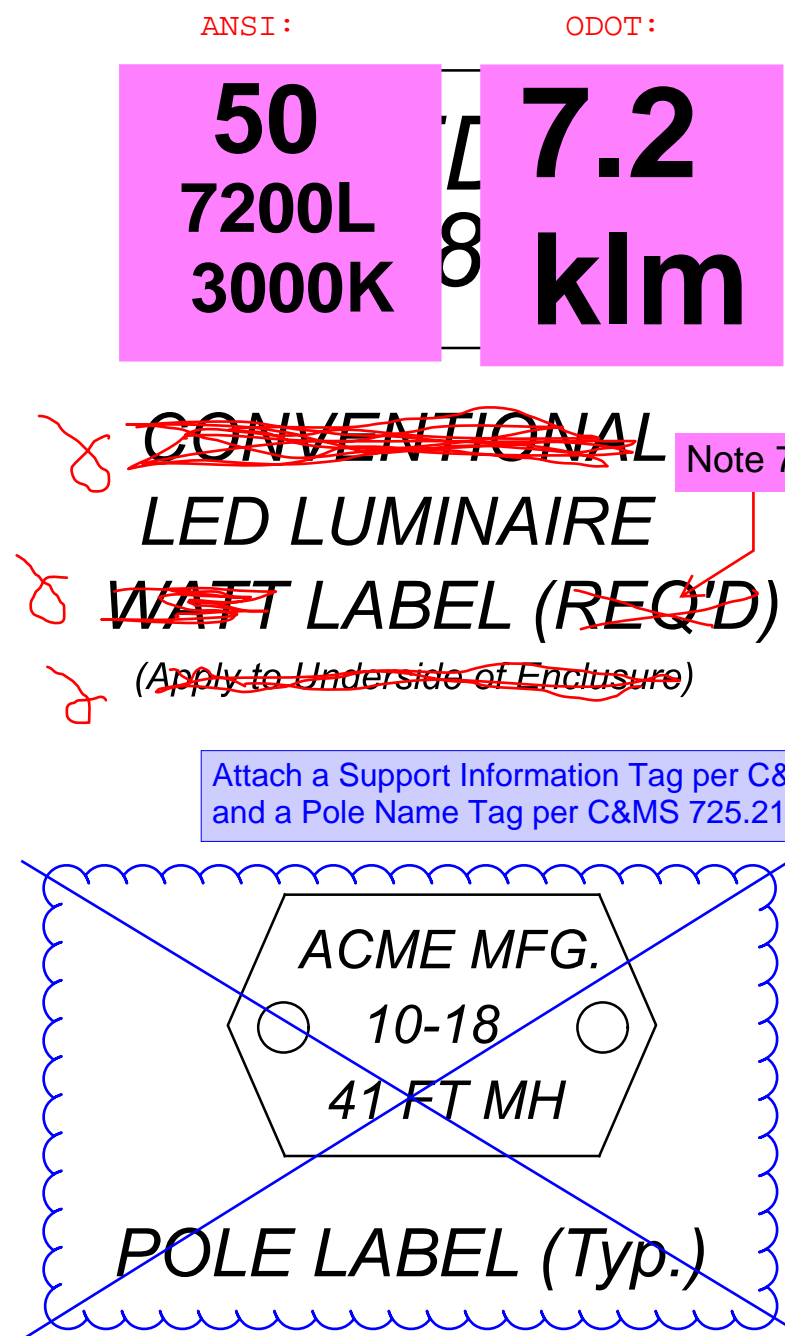 ANSI: ODOT:
50
7200L
3000K
7.2
klm
D
8
CONVENTIONAL
Note 7
LED LUMINAIRE
WATT LABEL (REQ'D)
(Apply to Underside of Enclusure)
Attach a Support Information Tag per C&
and a Pole Name Tag per C&MS 725.21
ACME MFG.
10-18
41 FT MH
POLE LABEL (Typ.)